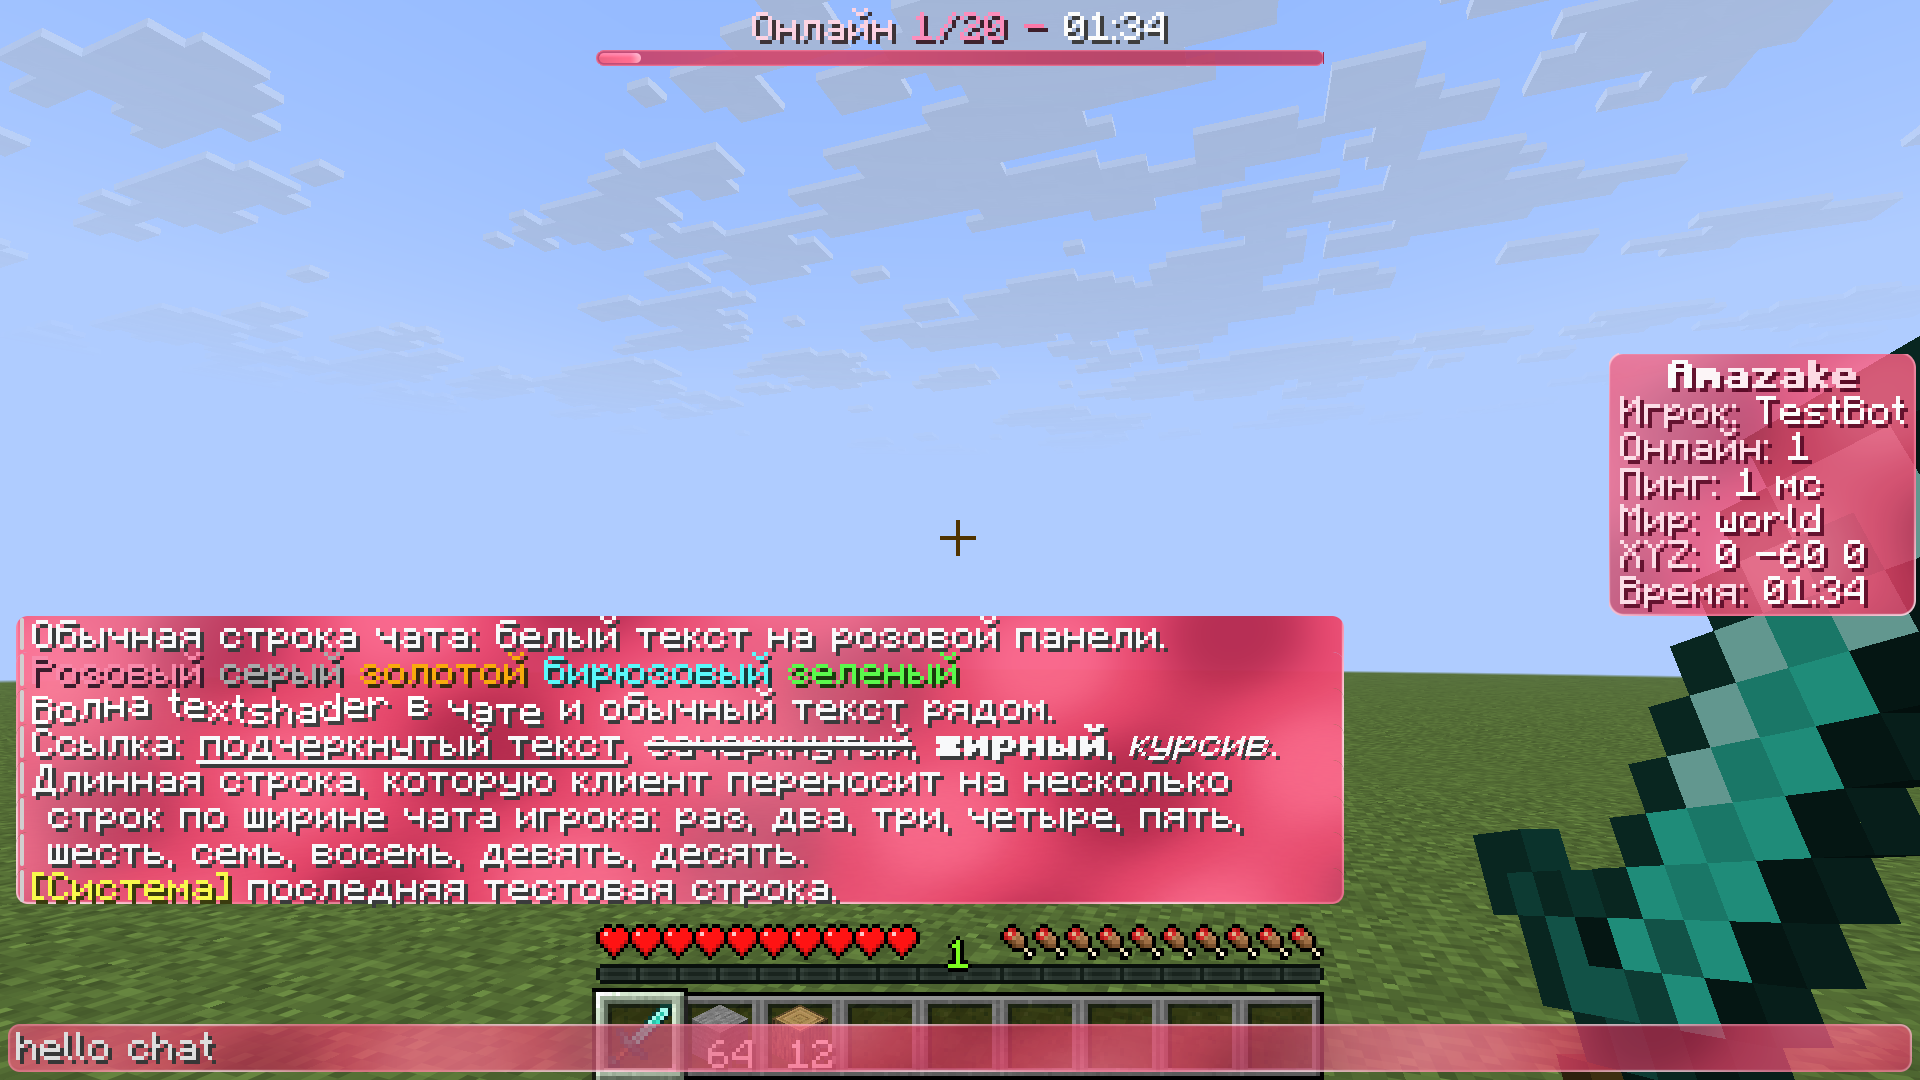 Онлайн 1/20 - 01:34
Amazake
Игрок: TestBot
Онлайн: 1
Пинг: 1 мс
Мир: world
XYZ: 0 -60 0
Время: 01:34
Обычная строка чата: белый текст на розовой панели.
Розовый серый золотой бирюзовый зеленый
Волна textshader в чате и обычный текст рядом.
Ссылка: подчеркнутый текст, зачеркнутый, жирный, курсив.
Длинная строка, которую клиент переносит на несколько
строк по ширине чата игрока: раз, два, три, четыре, пять,
шесть, семь, восемь, девять, десять.
[Система] последняя тестовая строка.
1
64 12
hello chat